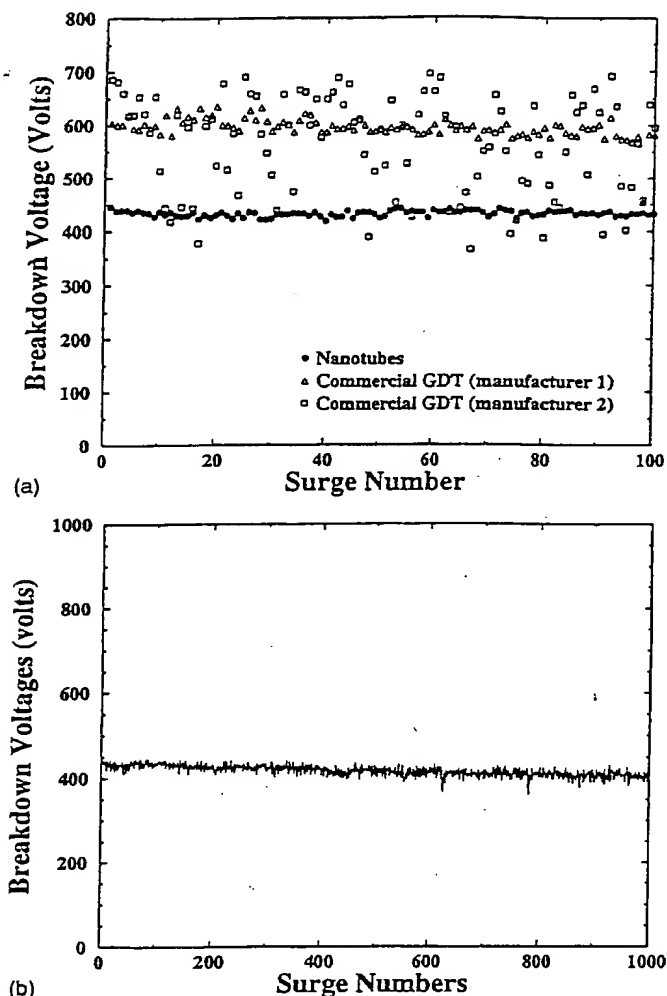 800
700
600
500
400
300
200
100
0
Breakdown Voltage (Volts)
● Nanotubes
△ Commercial GDT (manufacturer 1)
□ Commercial GDT (manufacturer 2)
0 20 40 60 80 100
Surge Number
(a)
1000
800
600
400
200
0
Breakdown Voltages (volts)
0 200 400 600 800 1000
Surge Numbers
(b)